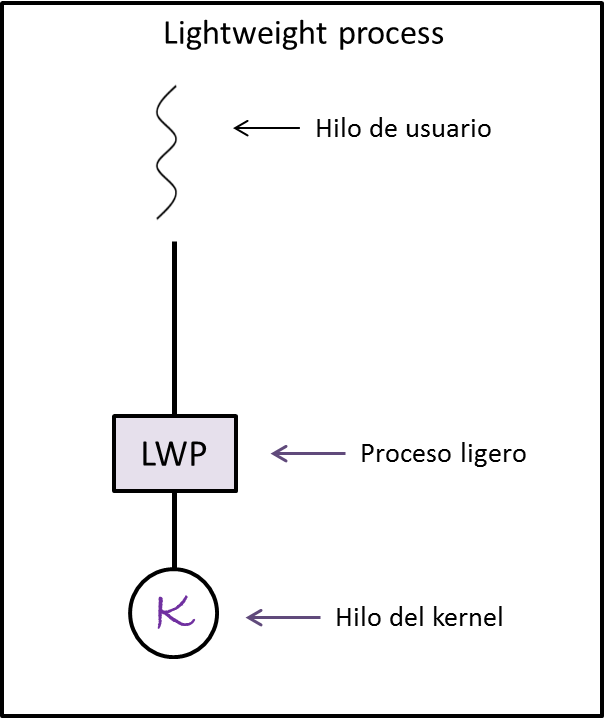 Lightweight process
Hilo de usuario
LWP
Proceso ligero
K
Hilo del kernel